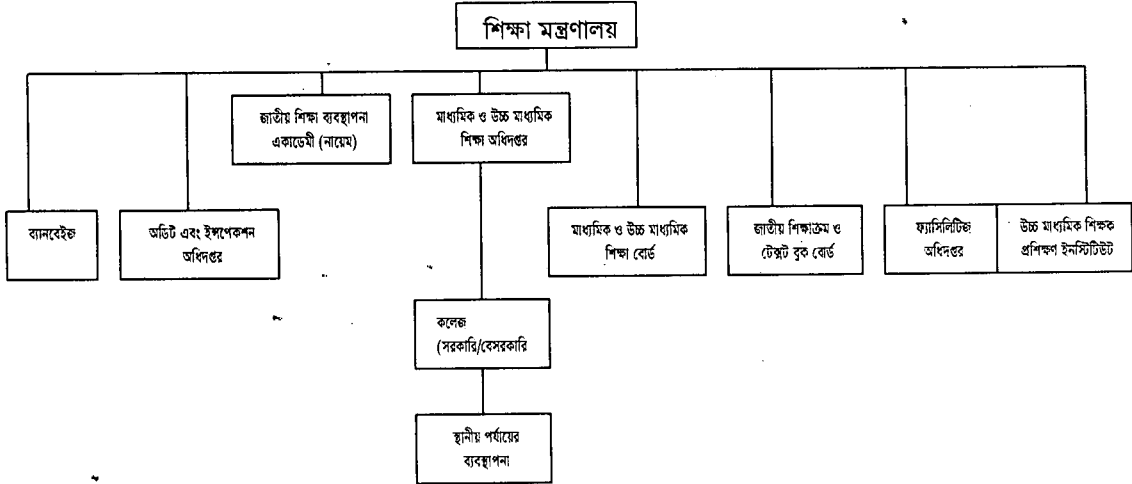 শিক্ষা মন্ত্রণালয়
জাতীয় শিক্ষা ব্যবস্থাপনা
একাডেমী (নায়েম)
মাধ্যমিক ও উচ্চ মাধ্যমিক
শিক্ষা অধিদপ্তর
ব্যানবেইজ
অডিট এবং ইন্সপেকশন
অধিদপ্তর
মাধ্যমিক ও উচ্চ মাধ্যমিক
শিক্ষা বোর্ড
জাতীয় শিক্ষাক্রম ও
টেক্সট বুক বোর্ড
ফ্যাসিলিটিজ
অধিদপ্তর
উচ্চ মাধ্যমিক শিক্ষক
প্রশিক্ষণ ইনস্টিটিউট
কলেজ
(সরকারি/বেসরকারি
স্থানীয় পর্যায়ের
ব্যবস্থাপনা